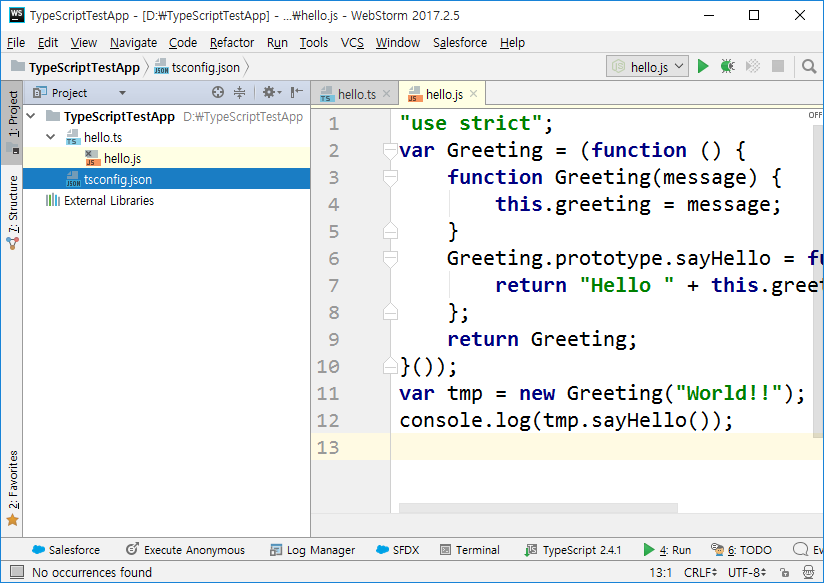 WS TypeScriptTestApp - [D:₩TypeScriptTestApp] - ...₩hello.js - WebStorm 2017.2.5
File Edit View Navigate Code Refactor Run Tools VCS Window Salesforce Help
TypeScriptTestApp tsconfig.json hello.js
1: Project
7: Structure
2: Favorites
Project
TypeScriptTestApp D:₩TypeScriptTestApp
hello.ts
hello.js
tsconfig.json
External Libraries
hello.ts hello.js
OFF
1 "use strict";
2 var Greeting = (function () {
3 function Greeting(message) {
4 this.greeting = message;
5 }
6 Greeting.prototype.sayHello = fu
7 return "Hello " + this.greet
8 };
9 return Greeting;
10 }());
11 var tmp = new Greeting("World!!");
12 console.log(tmp.sayHello());
13
Salesforce Execute Anonymous Log Manager SFDX Terminal TypeScript 2.4.1 4: Run 6: TODO Ev
No occurrences found 13:1 CRLF UTF-8